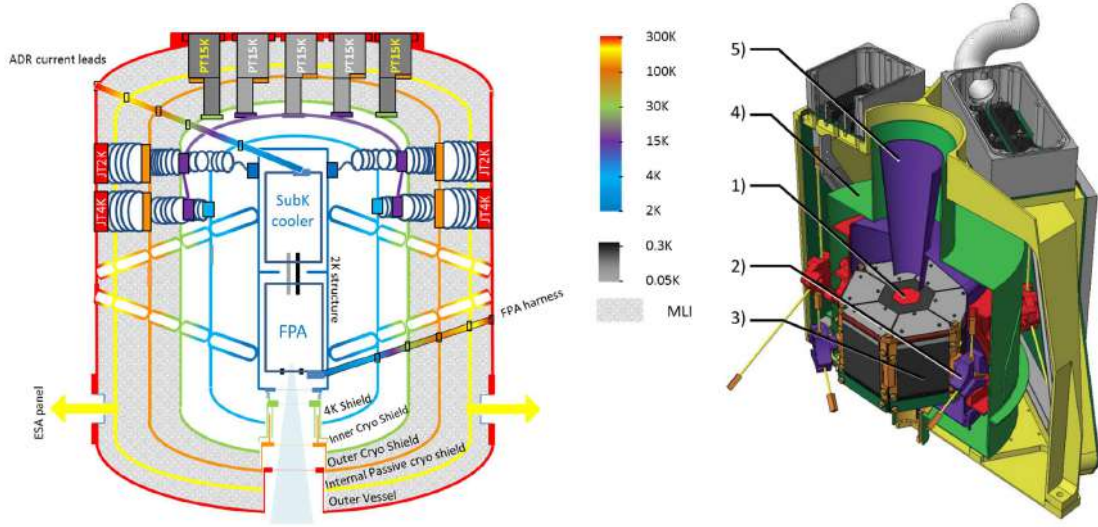 ADR current leads
PT15K
PT15K
PT15K
PT15K
PT15K
JT2K
JT4K
JT2K
JT4K
SubK
cooler
2K structure
FPA
FPA harness
ESA panel
4K Shield
Inner Cryo Shield
Outer Cryo Shield
Internal Passive cryo shield
Outer Vessel
300K
100K
30K
15K
4K
2K
0.3K
0.05K
MLI
5)
4)
1)
2)
3)